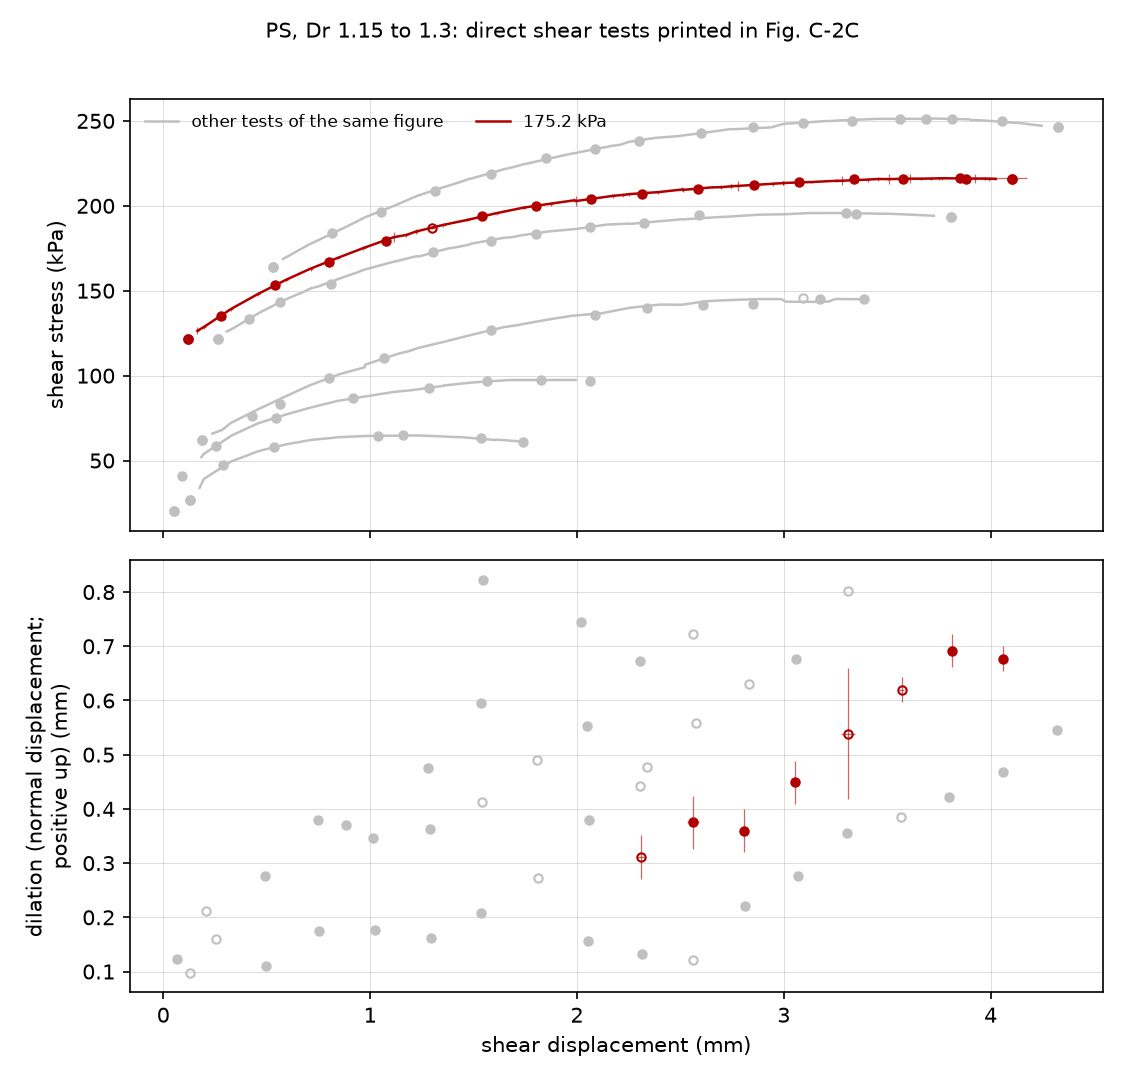 PS, Dr 1.15 to 1.3: direct shear tests printed in Fig. C-2C
other tests of the same figure
175.2 kPa
shear stress (kPa)
250
200
150
100
50
dilation (normal displacement;
positive up) (mm)
0.8
0.7
0.6
0.5
0.4
0.3
0.2
0.1
0
1
2
3
4
shear displacement (mm)